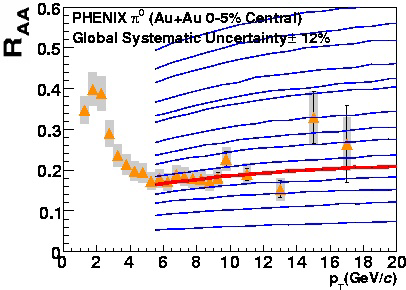 PHENIX π⁰ (Au+Au 0-5% Central)
Global Systematic Uncertainty± 12%
R_AA
0.6
0.5
0.4
0.3
0.2
0.1
0
0 2 4 6 8 10 12 14 16 18 20
p_T(GeV/c)